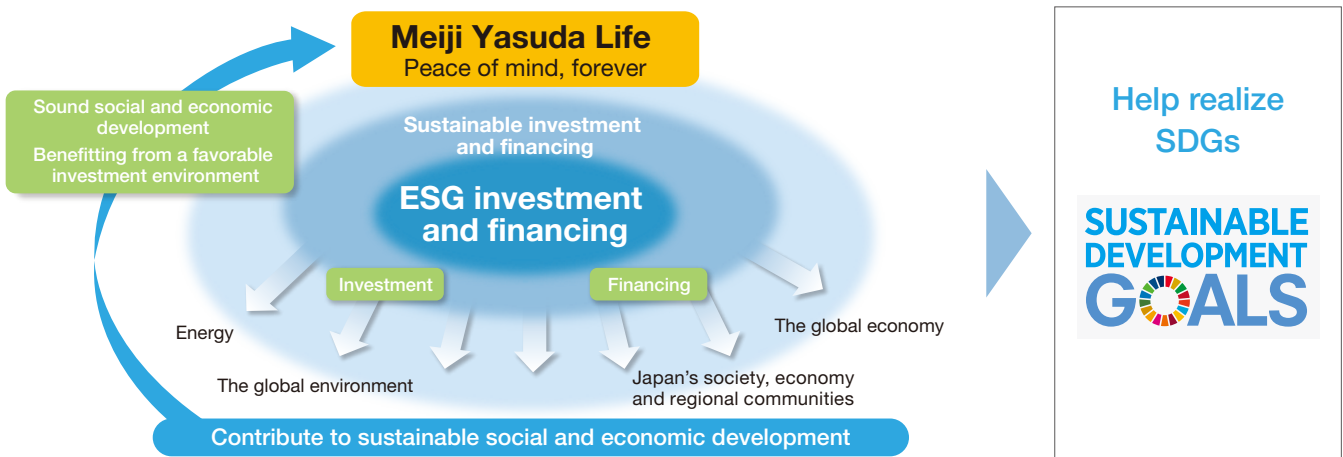 Meiji Yasuda Life
Peace of mind, forever
Sound social and economic
development
Benefitting from a favorable
investment environment
Sustainable investment
and financing
ESG investment
and financing
Investment
Financing
Energy
The global environment
Japan’s society, economy
and regional communities
The global economy
Contribute to sustainable social and economic development
Help realize
SDGs
SUSTAINABLE
DEVELOPMENT
GOALS